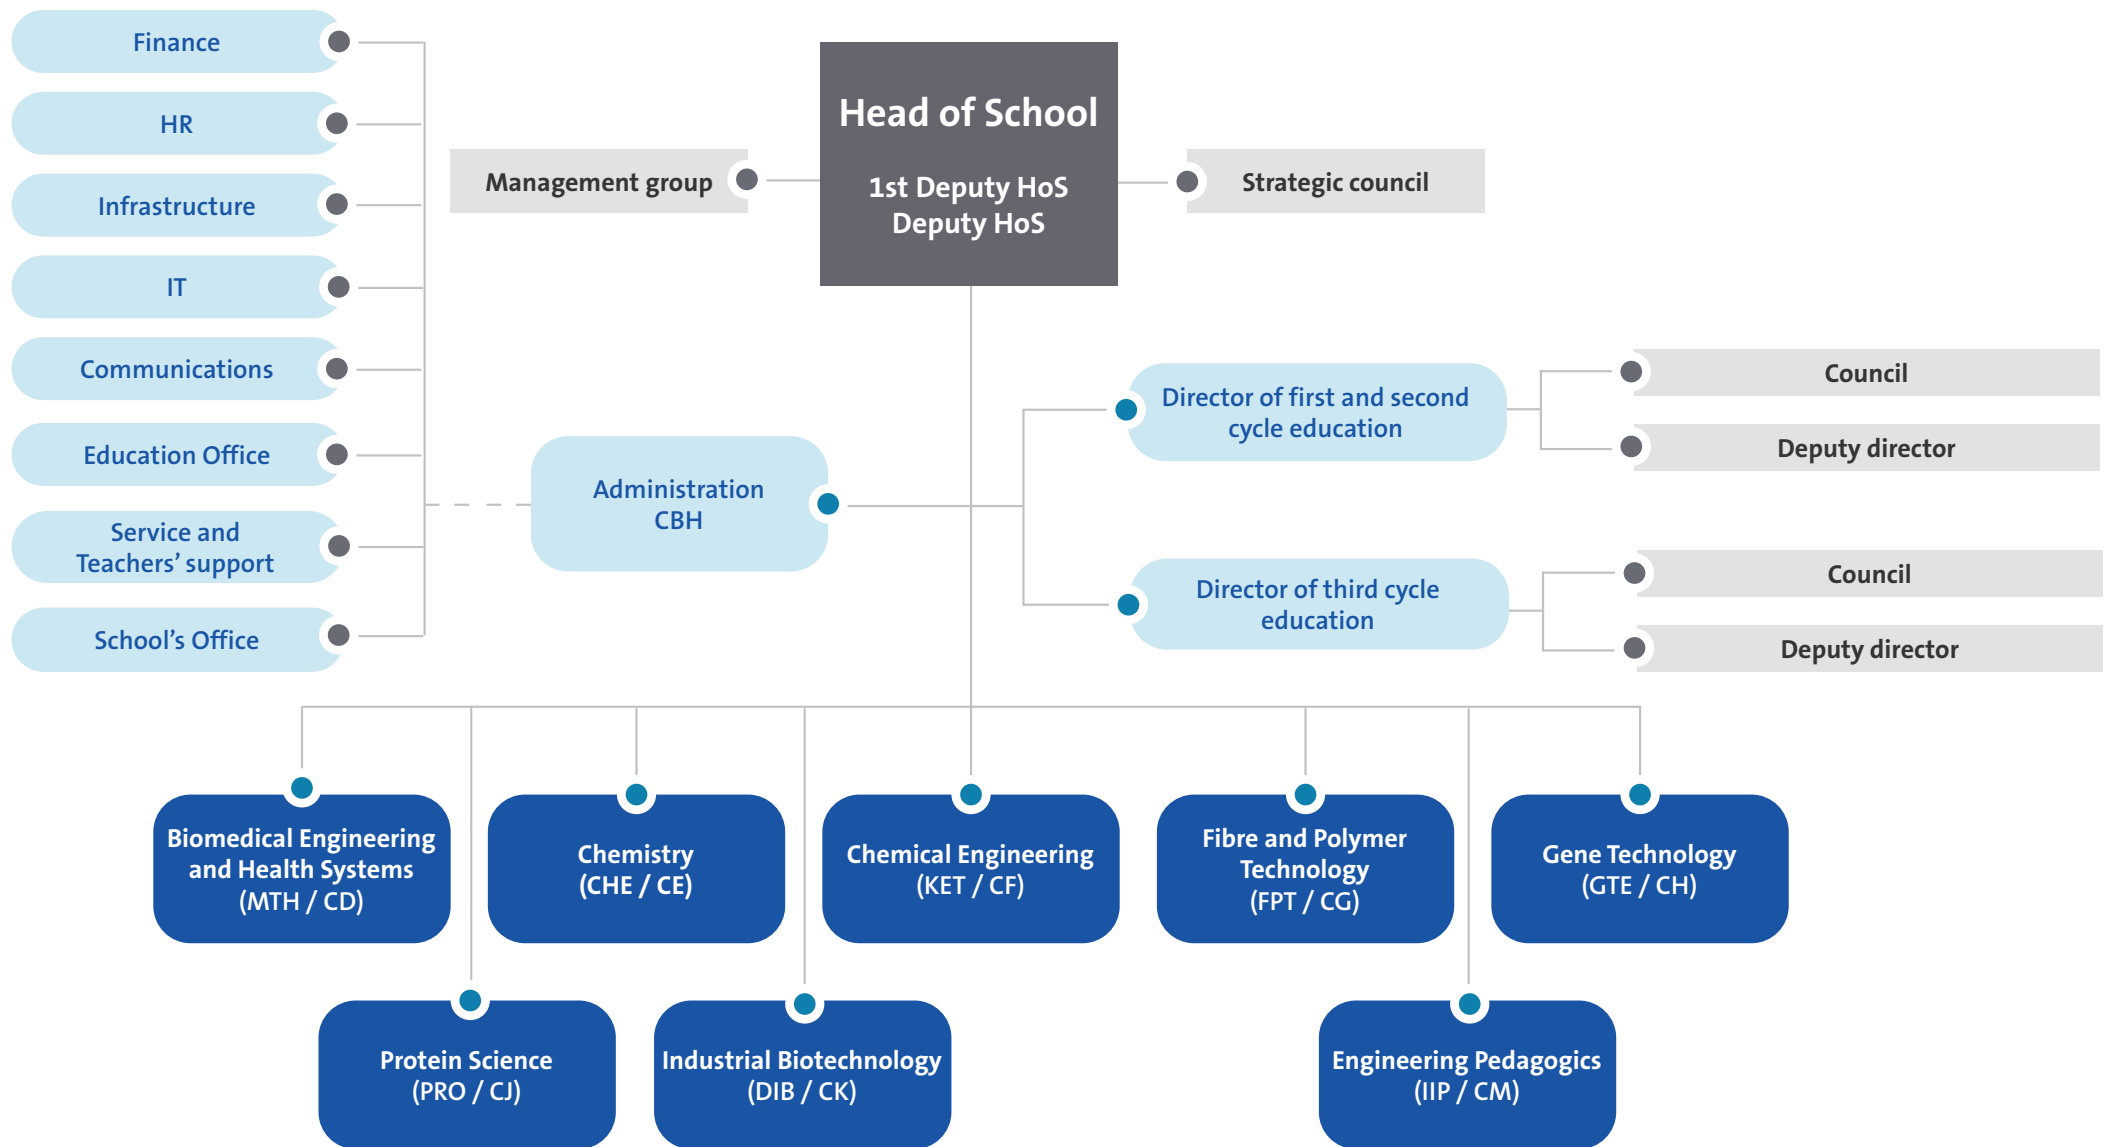 Finance
HR
Infrastructure
IT
Communications
Education Office
Service and
Teachers’ support
School’s Office
Management group
Head of School
1st Deputy HoS
Deputy HoS
Strategic council
Administration
CBH
Director of first and second
cycle education
Council
Deputy director
Director of third cycle
education
Council
Deputy director
Biomedical Engineering
and Health Systems
(MTH / CD)
Chemistry
(CHE / CE)
Chemical Engineering
(KET / CF)
Fibre and Polymer
Technology
(FPT / CG)
Gene Technology
(GTE / CH)
Protein Science
(PRO / CJ)
Industrial Biotechnology
(DIB / CK)
Engineering Pedagogics
(IIP / CM)